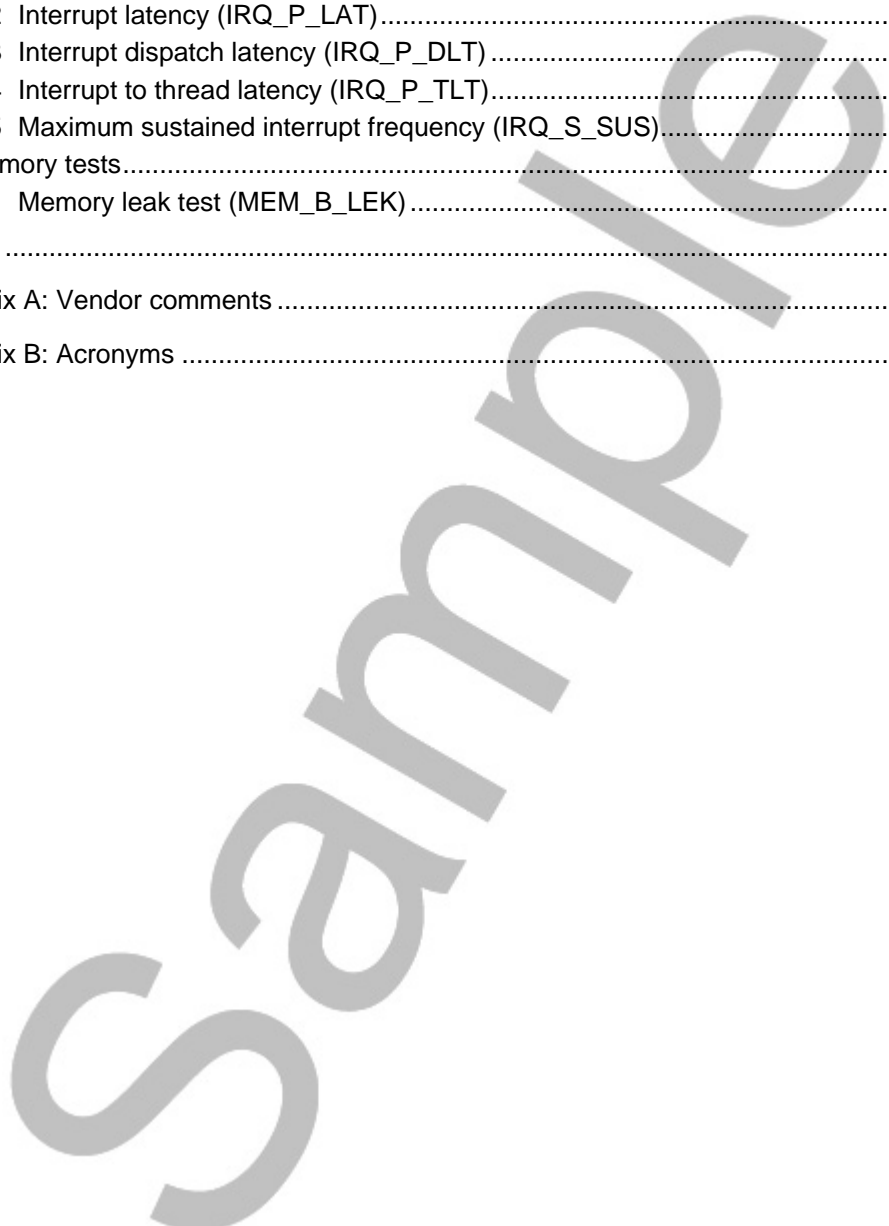 Interrupt latency (IRQ_P_LAT)
Interrupt dispatch latency (IRQ_P_DLT)
Interrupt to thread latency (IRQ_P_TLT)
Maximum sustained interrupt frequency (IRQ_S_SUS)
mory tests
Memory leak test (MEM_B_LEK)
ix A: Vendor comments
ix B: Acronyms
Sample